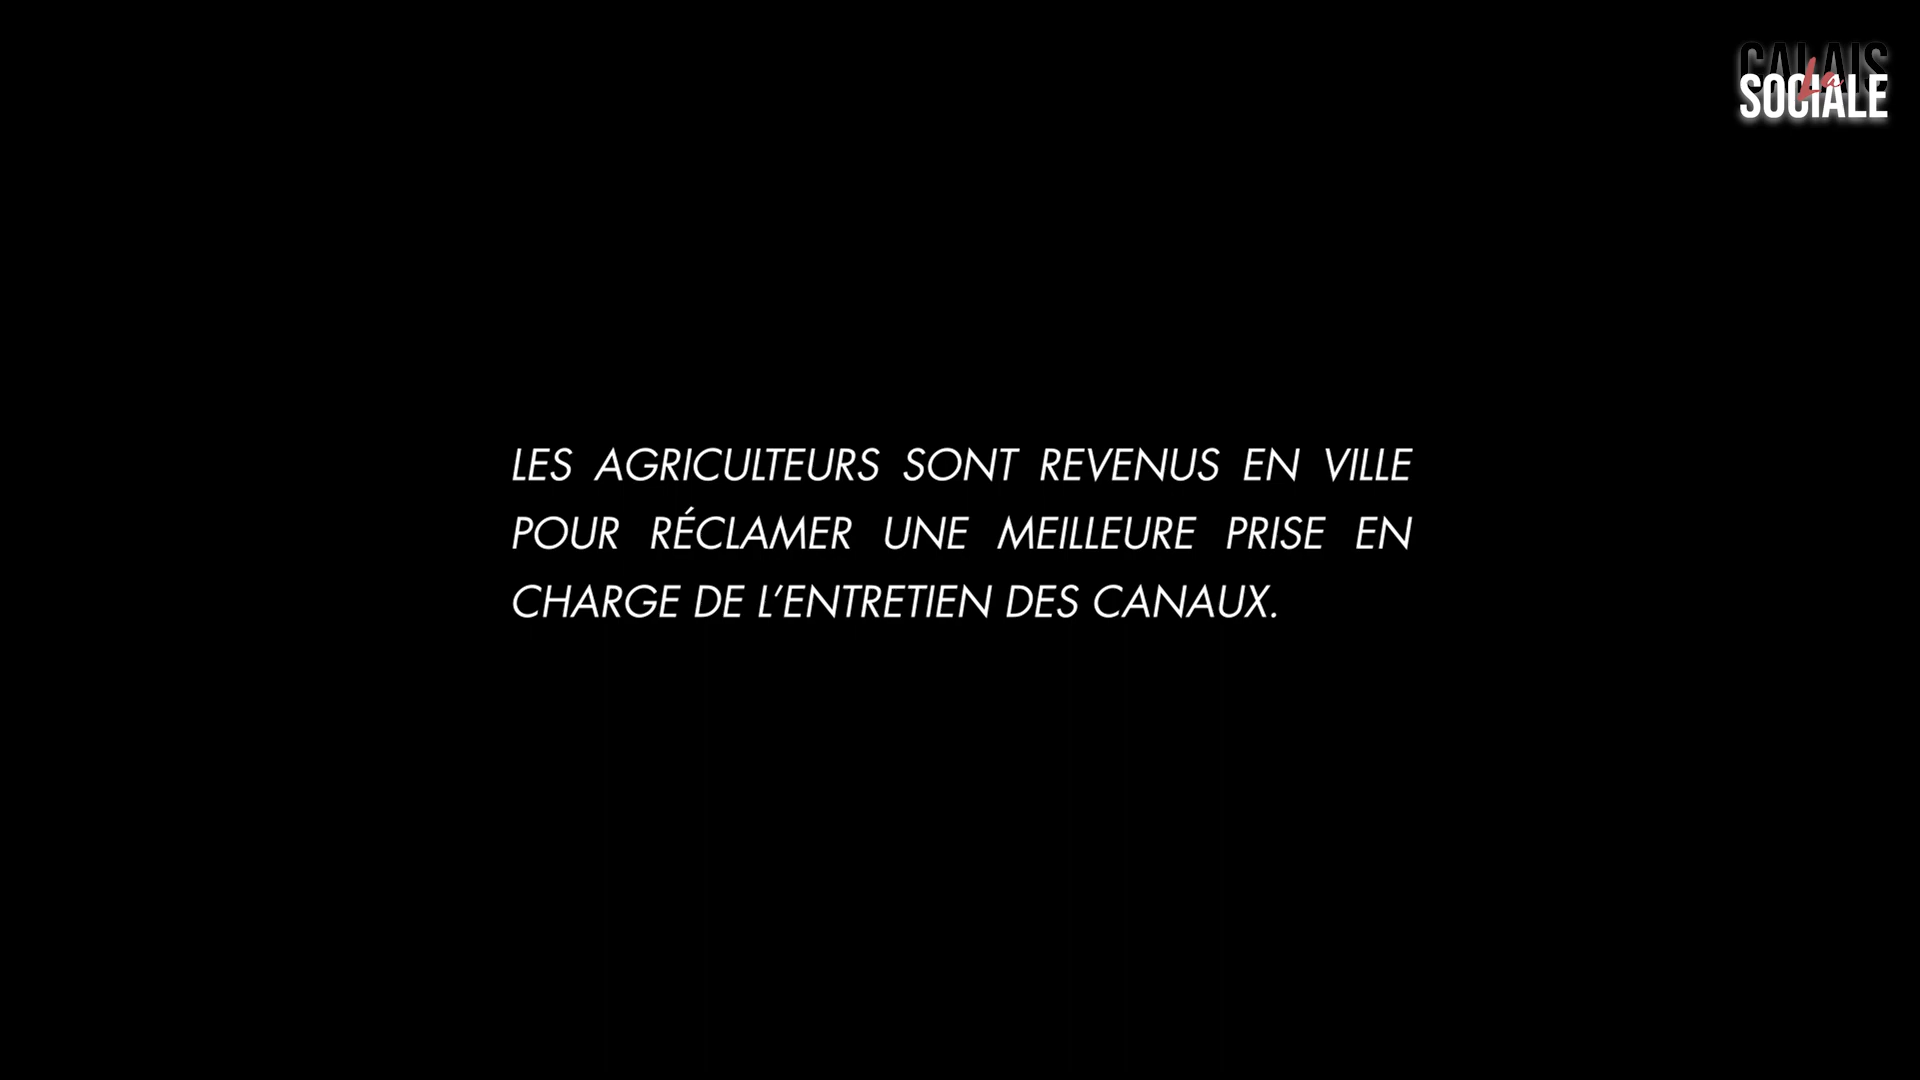 CALAIS
La
SOCIALE
LES AGRICULTEURS SONT REVENUS EN VILLE
POUR RÉCLAMER UNE MEILLEURE PRISE EN
CHARGE DE L’ENTRETIEN DES CANAUX.